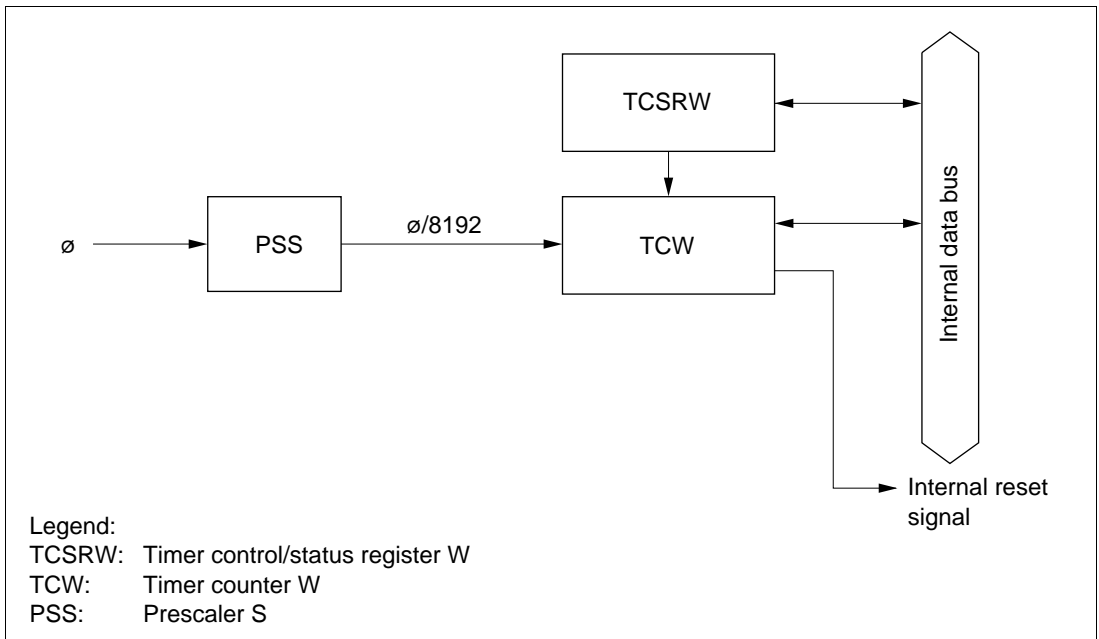 TCSRW
ø
PSS
ø/8192
TCW
Internal data bus
Internal reset
signal
Legend:
TCSRW: Timer control/status register W
TCW: Timer counter W
PSS: Prescaler S